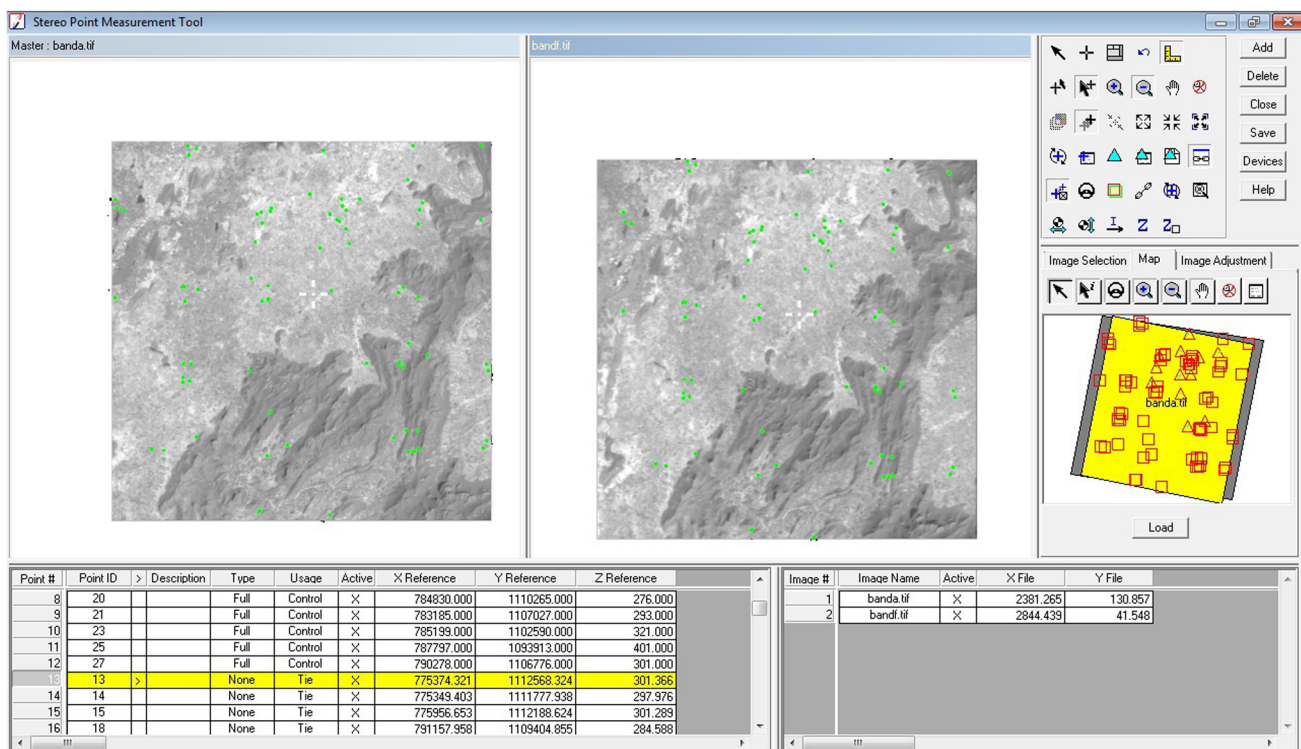 Stereo Point Measurement Tool
Master : banda.tif
bandf.tif
Add
Delete
Close
Save
Devices
Help
Image Selection Map Image Adjustment
banda.tif
Load
Point # Point ID > Description Type Usage Active X Reference Y Reference Z Reference
8 20 Full Control X 784830.000 1110265.000 276.000
9 21 Full Control X 783185.000 1107027.000 293.000
10 23 Full Control X 785199.000 1102590.000 321.000
11 25 Full Control X 787797.000 1093913.000 401.000
12 27 Full Control X 790278.000 1106776.000 301.000
13 13 > None Tie X 775374.321 1112568.324 301.366
14 14 None Tie X 775349.403 1111777.938 297.976
15 15 None Tie X 775956.653 1112188.624 301.289
16 18 None Tie X 791157.958 1109404.855 284.588
Image # Image Name Active X File Y File
1 banda.tif X 2381.265 130.857
2 bandf.tif X 2844.439 41.548